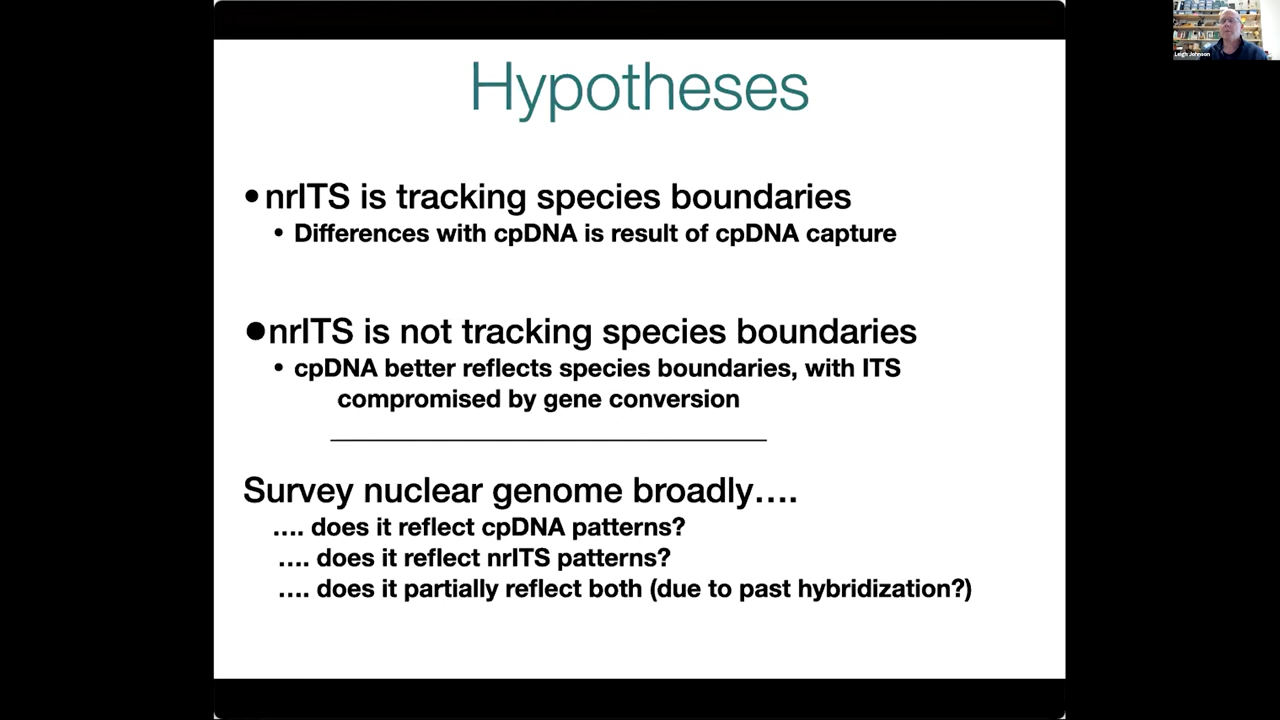 Leigh Johnson
Hypotheses
• nrITS is tracking species boundaries
• Differences with cpDNA is result of cpDNA capture
• nrITS is not tracking species boundaries
• cpDNA better reflects species boundaries, with ITS
compromised by gene conversion
Survey nuclear genome broadly....
.... does it reflect cpDNA patterns?
.... does it reflect nrITS patterns?
.... does it partially reflect both (due to past hybridization?)